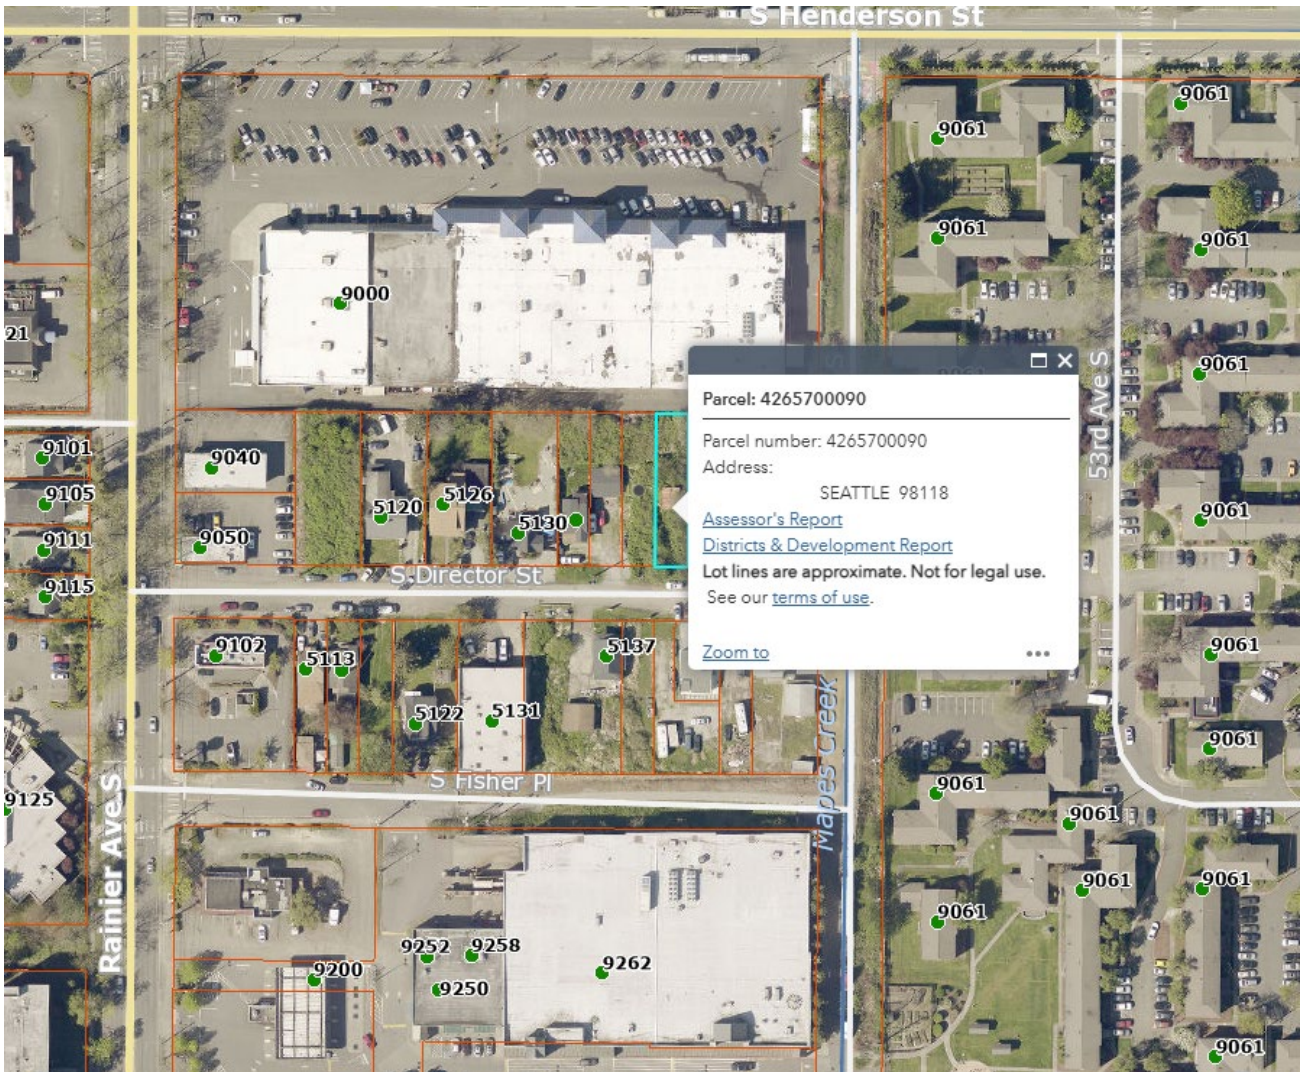 S Henderson St
9061
9061
9061
9061
9000
21
9061
53rd Ave S
Parcel: 4265700090
Parcel number: 4265700090
Address:
SEATTLE 98118
Assessor's Report
Districts & Development Report
Lot lines are approximate. Not for legal use.
See our terms of use.
Zoom to
9101
9040
9105
5120
5126
9111
9050
5130
9061
S Director St
9115
9102
5113
5137
9061
5122
5131
9061
S Fisher Pl
Mapes Creek
9125
9061
9061
Rainier Ave S
9061
9061
9061
9252
9258
9200
9250
9262
9061